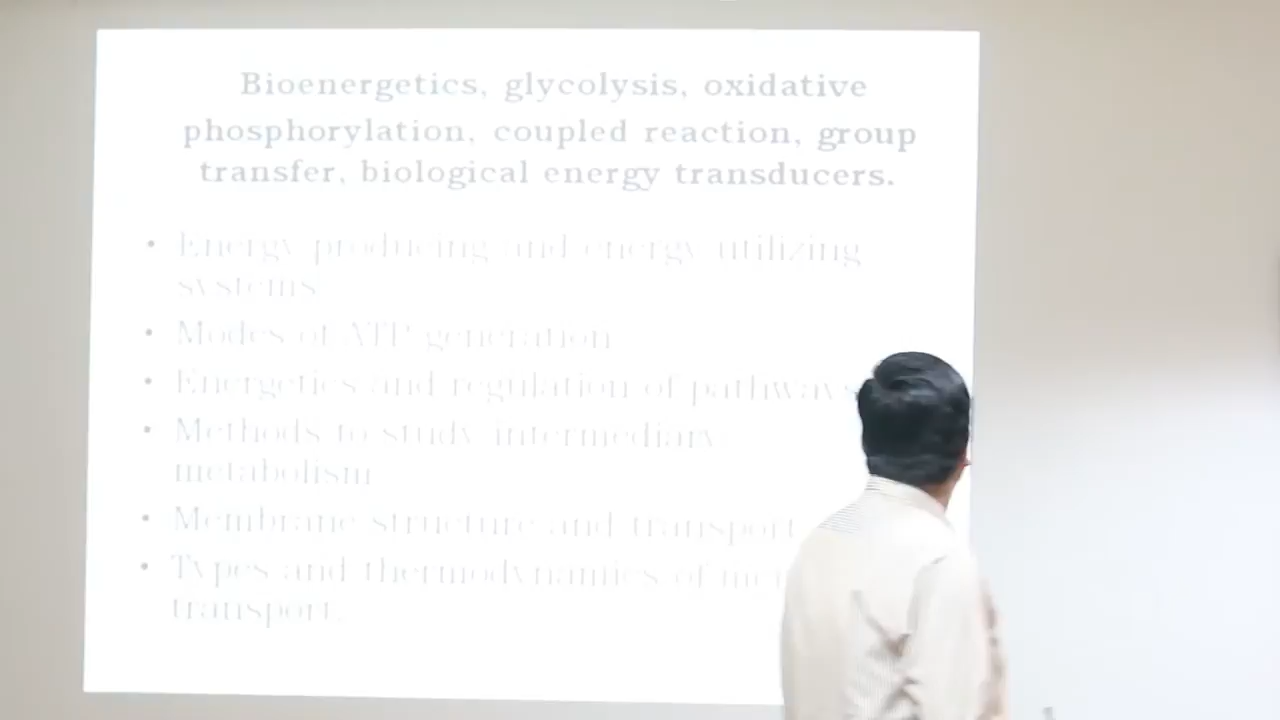 Bioenergetics, glycolysis, oxidative
phosphorylation, coupled reaction, group
transfer, biological energy transducers.
• Energy producing and energy utilizing
systems
• Modes of ATP generation
• Energetics and regulation of pathways
• Methods to study intermediary
metabolism
• Membrane structure and transport
• Types and thermodynamics of
transport.